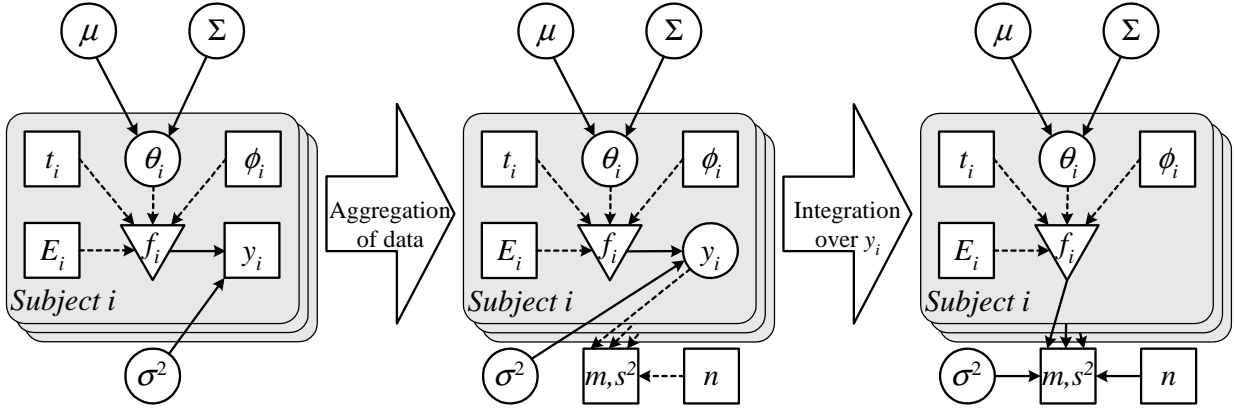 μ
Σ
t_i
θ_i
ϕ_i
E_i
f_i
y_i
Subject i
σ²
Aggregation
of data
μ
Σ
t_i
θ_i
ϕ_i
E_i
f_i
y_i
Subject i
σ²
m,s²
n
Integration
over y_i
μ
Σ
t_i
θ_i
ϕ_i
E_i
f_i
Subject i
σ²
m,s²
n